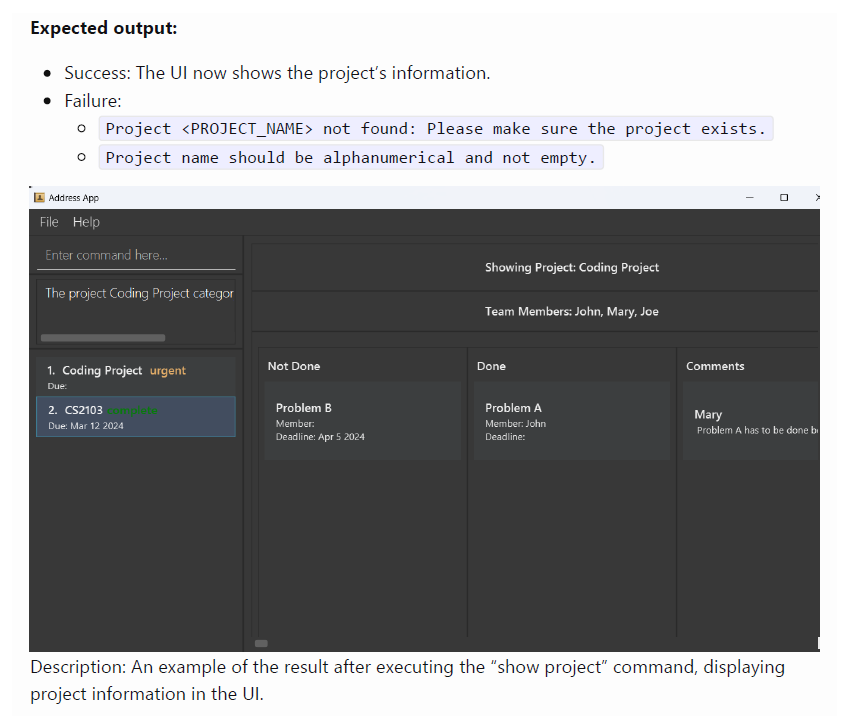 Expected output:
Success: The UI now shows the project’s information.
Failure:
Project <PROJECT_NAME> not found: Please make sure the project exists.
Project name should be alphanumerical and not empty.
Address App
File Help
Enter command here...
The project Coding Project categor
Showing Project: Coding Project
Team Members: John, Mary, Joe
1. Coding Project urgent
Due:
2. CS2103
Due: Mar 12 2024
Not Done
Problem B
Member:
Deadline: Apr 5 2024
Done
Problem A
Member: John
Deadline:
Comments
Mary
Problem A has to be done b
Description: An example of the result after executing the “show project” command, displaying
project information in the UI.